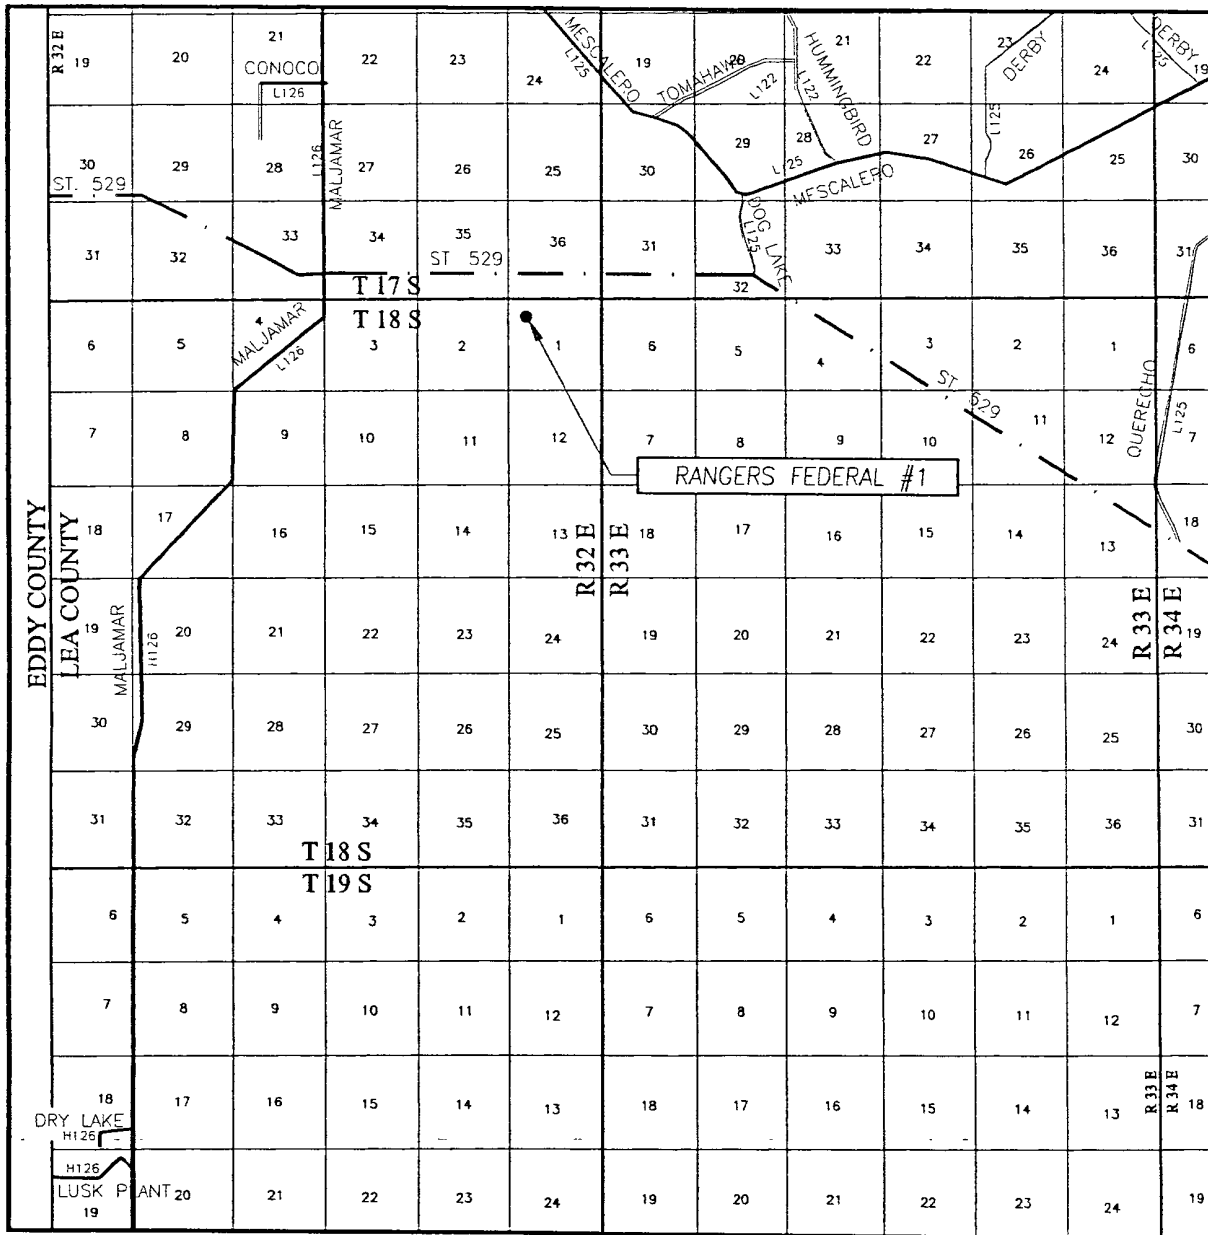 R 32 E 19 20 21 22 23 24 19 20 21 22 23 24 19
CONOCO
L126
MESCALERO
L125
TOMAHAWK
L122
L122
HUMMINGBIRD
DERBY
L125
DERBY
L125
30 29 28 27 26 25 30 29 28 27 26 25 30
L126
MALJAMAR
L125
MESCALERO
ST. 529
31 32 33 34 35 36 31 32 33 34 35 36 31
ST 529
DOG LAKE
L125
T 17 S
T 18 S
6 5 4 3 2 1 6 5 4 3 2 1 6
MALJAMAR
L126
ST. 529
QUERECHO
L125
7 8 9 10 11 12 7 8 9 10 11 12 7
RANGERS FEDERAL #1
18 17 16 15 14 13 18 17 16 15 14 13 18
EDDY COUNTY
LEA COUNTY
R 32 E
R 33 E
R 33 E
R 34 E
19 20 21 22 23 24 19 20 21 22 23 24 19
MALJAMAR
H126
30 29 28 27 26 25 30 29 28 27 26 25 30
31 32 33 34 35 36 31 32 33 34 35 36 31
T 18 S
T 19 S
6 5 4 3 2 1 6 5 4 3 2 1 6
7 8 9 10 11 12 7 8 9 10 11 12 7
18 17 16 15 14 13 18 17 16 15 14 13 18
R 33 E
R 34 E
DRY LAKE
H126
H126
LUSK PLANT
19 20 21 22 23 24 19 20 21 22 23 24 19